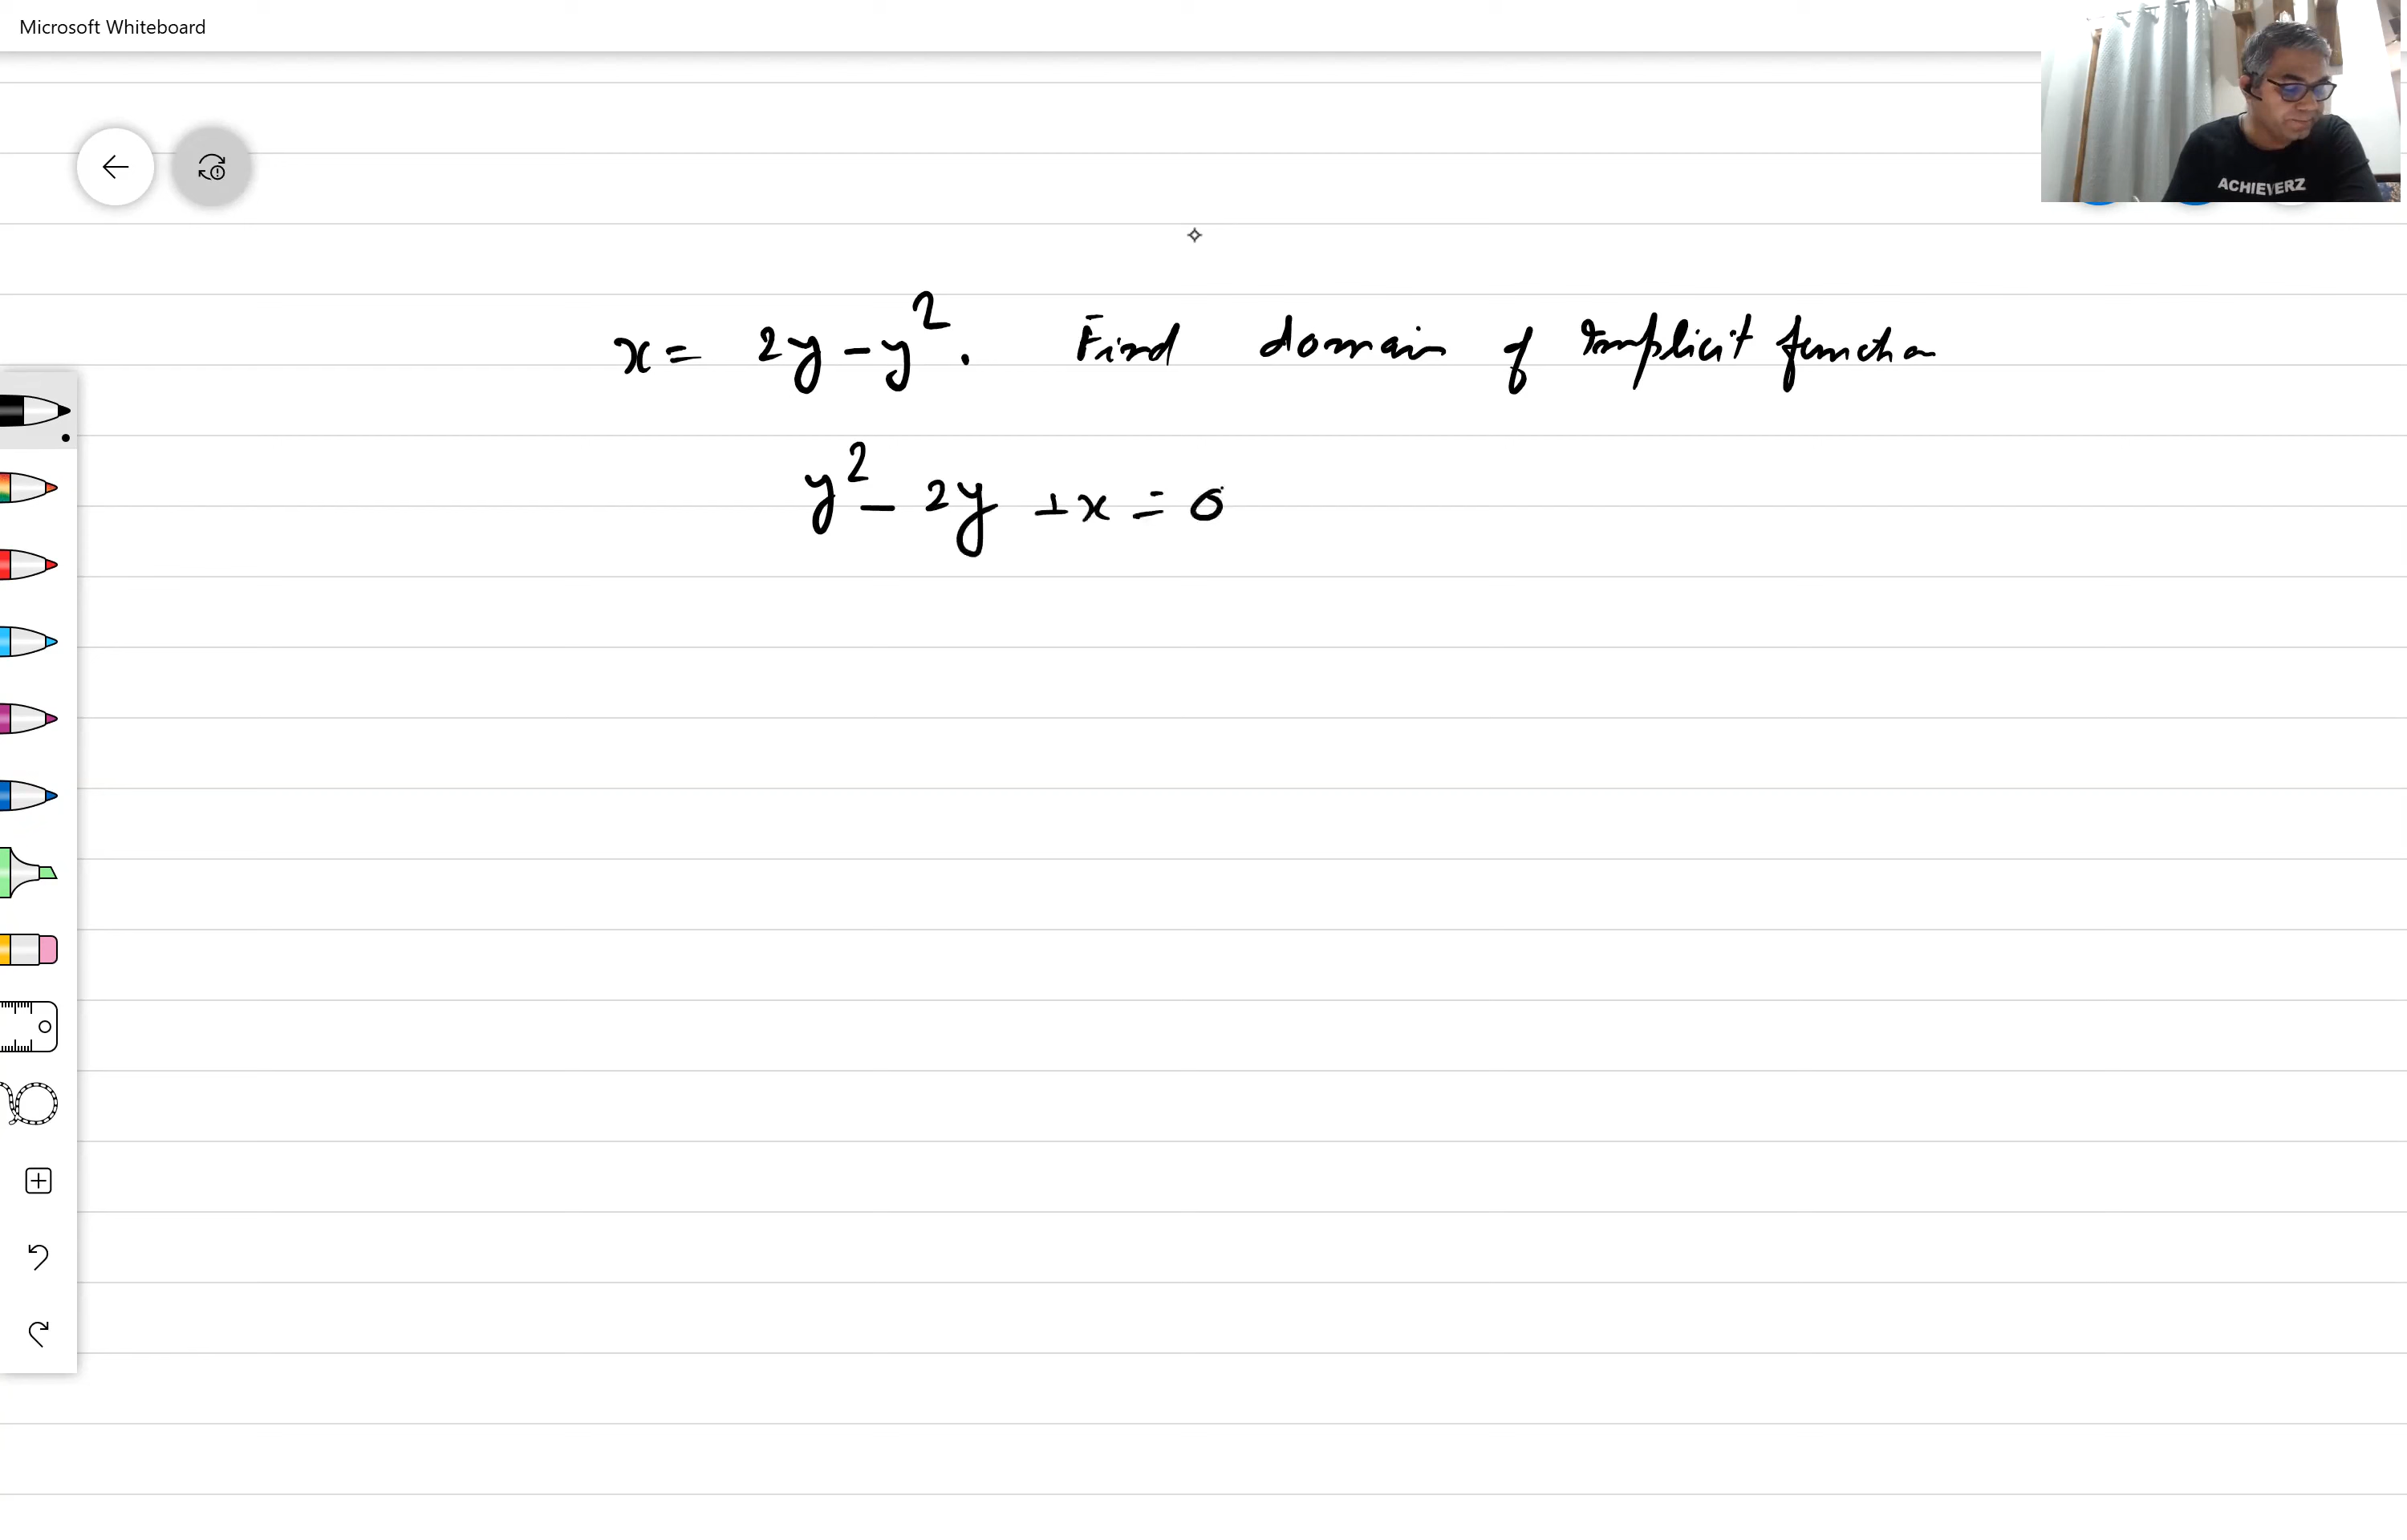 Microsoft Whiteboard
ACHIEVERZ
x = 2y - y². Find domain of implicit function
y² - 2y + x = 0